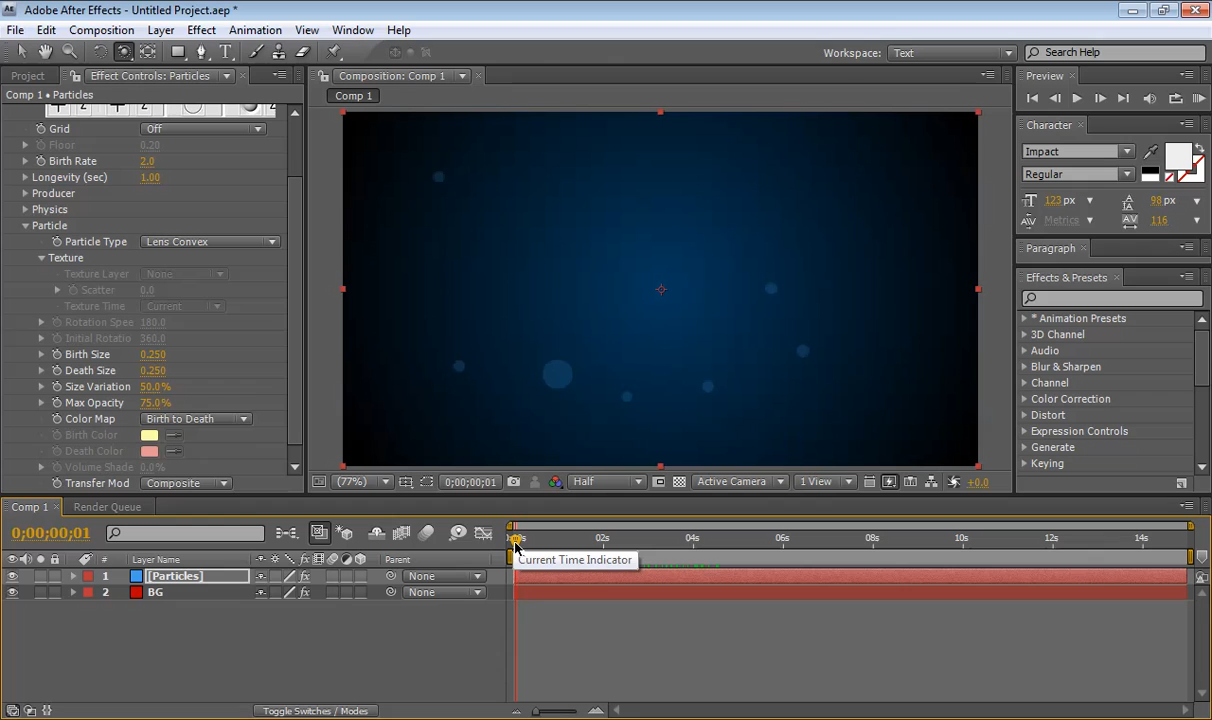 Adobe After Effects - Untitled Project.aep *
File Edit Composition Layer Effect Animation View Window Help
Workspace: Text Search Help
Project Effect Controls: Particles Composition: Comp 1 Preview
Comp 1 • Particles Comp 1
Character
Grid Off
Floor 0.20
Birth Rate 2.0
Longevity (sec) 1.00
Producer
Physics
Particle
Particle Type Lens Convex
Texture
Texture Layer None
Scatter 0.0
Texture Time Current
Rotation Spee 180.0
Initial Rotatio 360.0
Birth Size 0.250
Death Size 0.250
Size Variation 50.0%
Max Opacity 75.0%
Color Map Birth to Death
Birth Color
Death Color
Volume Shade 0.0%
Transfer Mod Composite
Impact
Regular
123 px 98 px
Metrics 116
Paragraph
Effects & Presets
* Animation Presets
3D Channel
Audio
Blur & Sharpen
Channel
Color Correction
Distort
Expression Controls
Generate
Keying
(77%) 0;00;00;01 Half Active Camera 1 View +0.0
Comp 1 Render Queue
0;00;00;01
02s 04s 06s 08s 10s 12s 14s
# Layer Name Parent
Current Time Indicator
1 [Particles] None
2 BG None
Toggle Switches / Modes